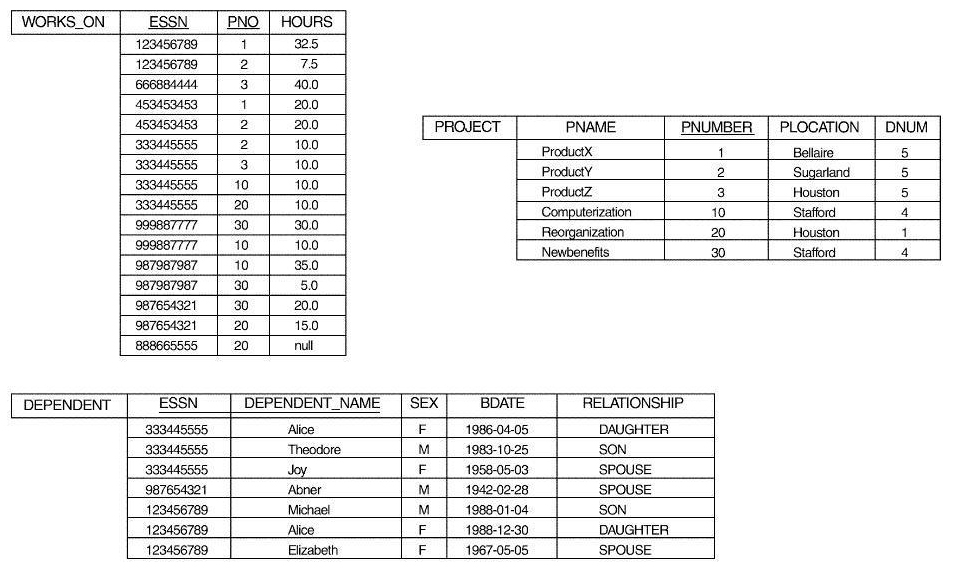 WORKS_ON ESSN PNO HOURS
123456789 1 32.5
123456789 2 7.5
666884444 3 40.0
453453453 1 20.0
453453453 2 20.0
333445555 2 10.0
333445555 3 10.0
333445555 10 10.0
333445555 20 10.0
999887777 30 30.0
999887777 10 10.0
987987987 10 35.0
987987987 30 5.0
987654321 30 20.0
987654321 20 15.0
888665555 20 null
PROJECT PNAME PNUMBER PLOCATION DNUM
ProductX 1 Bellaire 5
ProductY 2 Sugarland 5
ProductZ 3 Houston 5
Computerization 10 Stafford 4
Reorganization 20 Houston 1
Newbenefits 30 Stafford 4
DEPENDENT ESSN DEPENDENT_NAME SEX BDATE RELATIONSHIP
333445555 Alice F 1986-04-05 DAUGHTER
333445555 Theodore M 1983-10-25 SON
333445555 Joy F 1958-05-03 SPOUSE
987654321 Abner M 1942-02-28 SPOUSE
123456789 Michael M 1988-01-04 SON
123456789 Alice F 1988-12-30 DAUGHTER
123456789 Elizabeth F 1967-05-05 SPOUSE